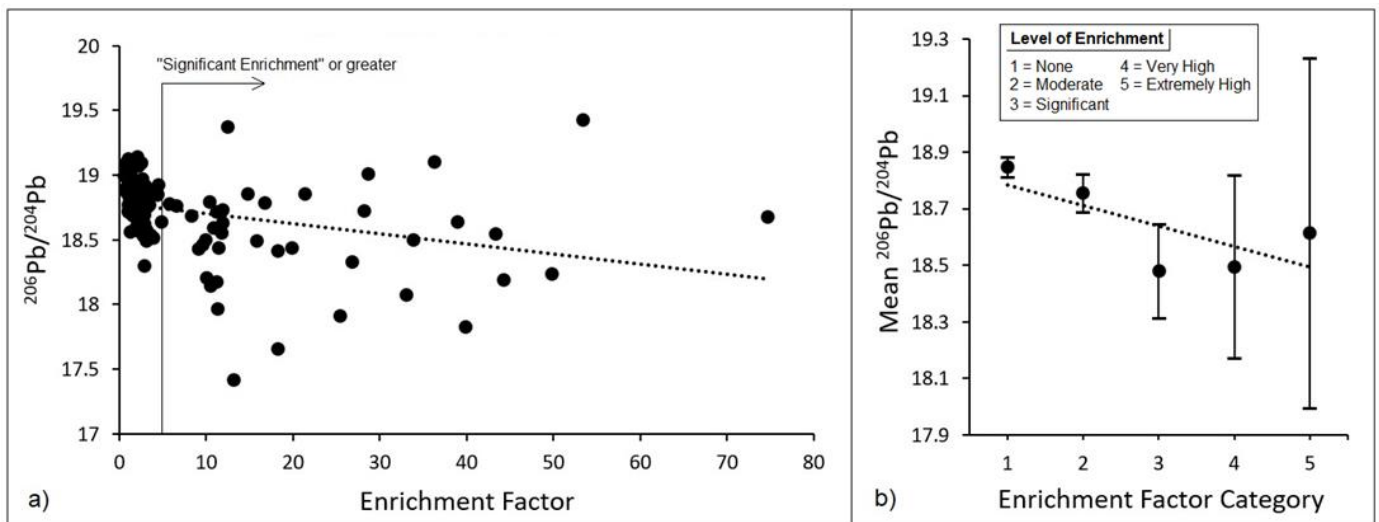 20
19.5
19
18.5
18
17.5
17
²⁰⁶Pb/²⁰⁴Pb
"Significant Enrichment" or greater
0 10 20 30 40 50 60 70 80
Enrichment Factor
a)
19.3
19.1
18.9
18.7
18.5
18.3
18.1
17.9
Mean ²⁰⁶Pb/²⁰⁴Pb
Level of Enrichment
1 = None 4 = Very High
2 = Moderate 5 = Extremely High
3 = Significant
1 2 3 4 5
Enrichment Factor Category
b)